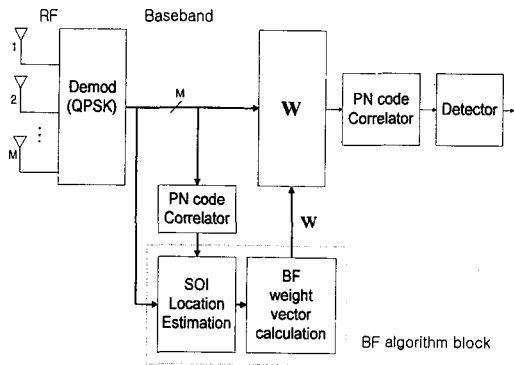 RF
Baseband
1
2
⋮
M
Demod
(QPSK)
M
W
PN code
Correlator
Detector
PN code
Correlator
W
SOI
Location
Estimation
BF
weight
vector
calculation
BF algorithm block